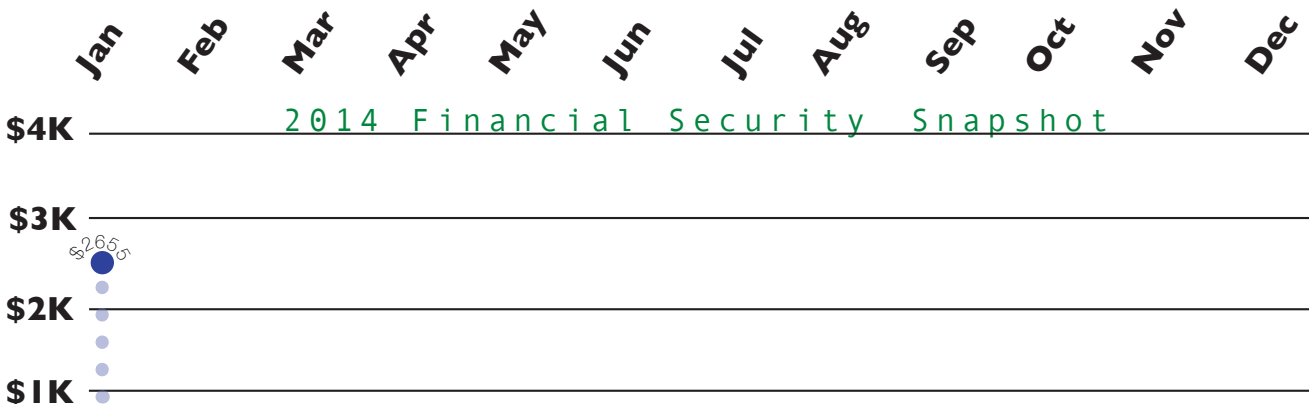 Jan Feb Mar Apr May Jun Jul Aug Sep Oct Nov Dec
2014 Financial Security Snapshot
$4K
$3K
$2655
$2K
$1K